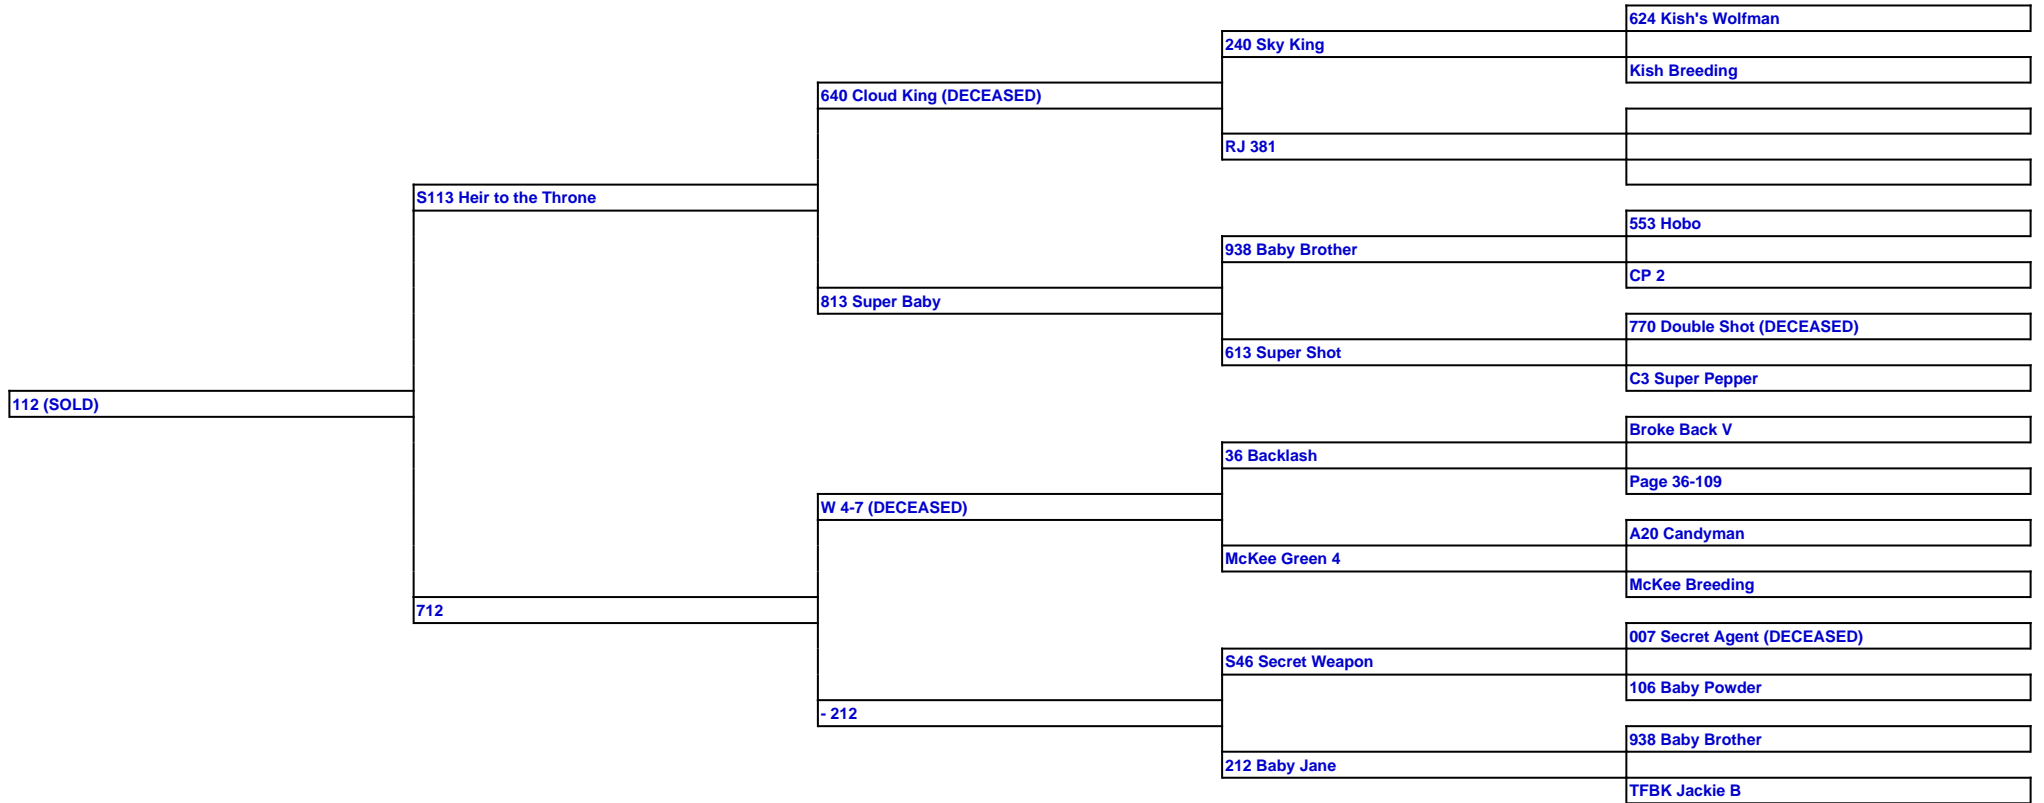 624 Kish's Wolfman
240 Sky King
Kish Breeding
640 Cloud King (DECEASED)
RJ 381
S113 Heir to the Throne
553 Hobo
938 Baby Brother
CP 2
813 Super Baby
770 Double Shot (DECEASED)
613 Super Shot
C3 Super Pepper
112 (SOLD)
Broke Back V
36 Backlash
Page 36-109
W 4-7 (DECEASED)
A20 Candyman
McKee Green 4
McKee Breeding
712
007 Secret Agent (DECEASED)
S46 Secret Weapon
106 Baby Powder
- 212
938 Baby Brother
212 Baby Jane
TFBK Jackie B